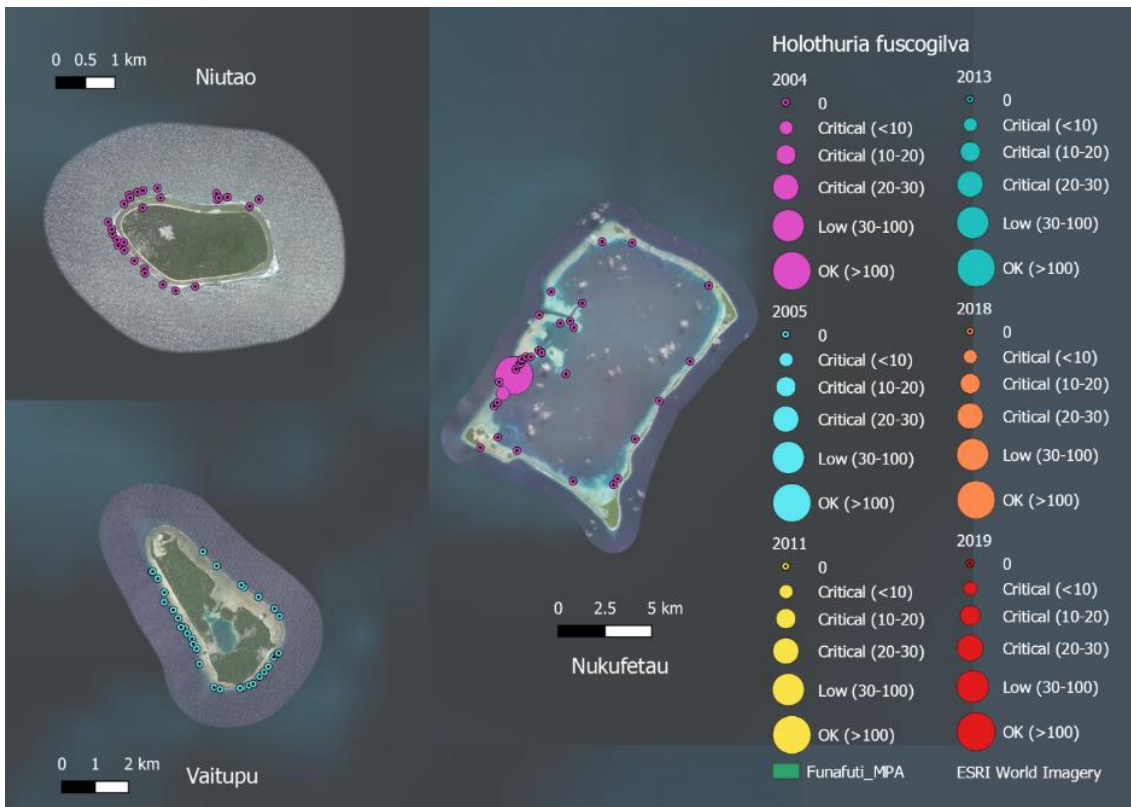 0 0.5 1 km
Niutao
0 1 2 km
Vaitupu
0 2.5 5 km
Nukufetau
Holothuria fuscogilva
2004
0
Critical (<10)
Critical (10-20)
Critical (20-30)
Low (30-100)
OK (>100)
2005
0
Critical (<10)
Critical (10-20)
Critical (20-30)
Low (30-100)
OK (>100)
2011
0
Critical (<10)
Critical (10-20)
Critical (20-30)
Low (30-100)
OK (>100)
Funafuti_MPA
2013
0
Critical (<10)
Critical (10-20)
Critical (20-30)
Low (30-100)
OK (>100)
2018
0
Critical (<10)
Critical (10-20)
Critical (20-30)
Low (30-100)
OK (>100)
2019
0
Critical (<10)
Critical (10-20)
Critical (20-30)
Low (30-100)
OK (>100)
ESRI World Imagery